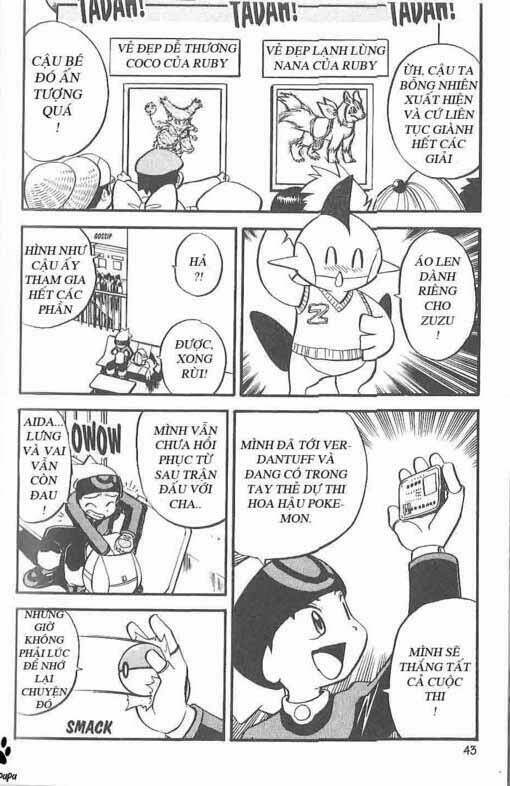 TADAH!
TADAH!
TADAH!
CẬU BÉ
ĐÓ ẤN
TƯỢNG
QUÁ
!
VẺ ĐẸP DỄ THƯƠNG
COCO CỦA RUBY
VẺ ĐẸP LẠNH LÙNG
NANA CỦA RUBY
ỪH, CẬU TA
BỖNG NHIÊN
XUẤT HIỆN
VÀ CỨ LIÊN
TỤC GIÀNH
HẾT CÁC
GIẢI
HÌNH NHƯ
CẬU ẤY
THAM GIA
HẾT CÁC
PHẦN
GOSSIP
HẢ
?!
ĐƯỢC,
XONG
RÙI!
Z
ÁO LEN
DÀNH
RIÊNG
CHO
ZUZU
!
AIDA...
LƯNG
VÀ VAI
VẪN
CÒN
ĐAU !
OWOW
MÌNH VẪN
CHƯA HỒI
PHỤC TỪ
SAU TRẬN
ĐẤU VỚI
CHA..
MÌNH ĐÃ TỚI VER-
DANTUFF VÀ
ĐANG CÓ TRONG
TAY THẺ DỰ THI
HOA HẬU POKE-
MON.
NHƯNG
GIỜ
KHÔNG
PHẢI LÚC
ĐỂ NHỚ
LẠI
CHUYỆN
ĐÓ
SMACK
MÌNH SẼ
THẮNG TẤT
CẢ CUỘC
THI
!
43
papa